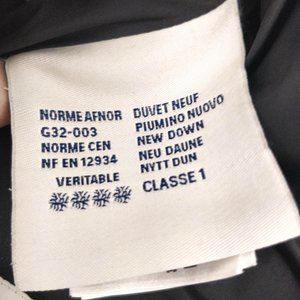 NORME AFNOR
G32-003
NORME CEN
NF EN 12934
VERITABLE
DUVET NEUF
PIUMINO NUOVO
NEW DOWN
NEU DAUNE
NYTT DUN
CLASSE 1